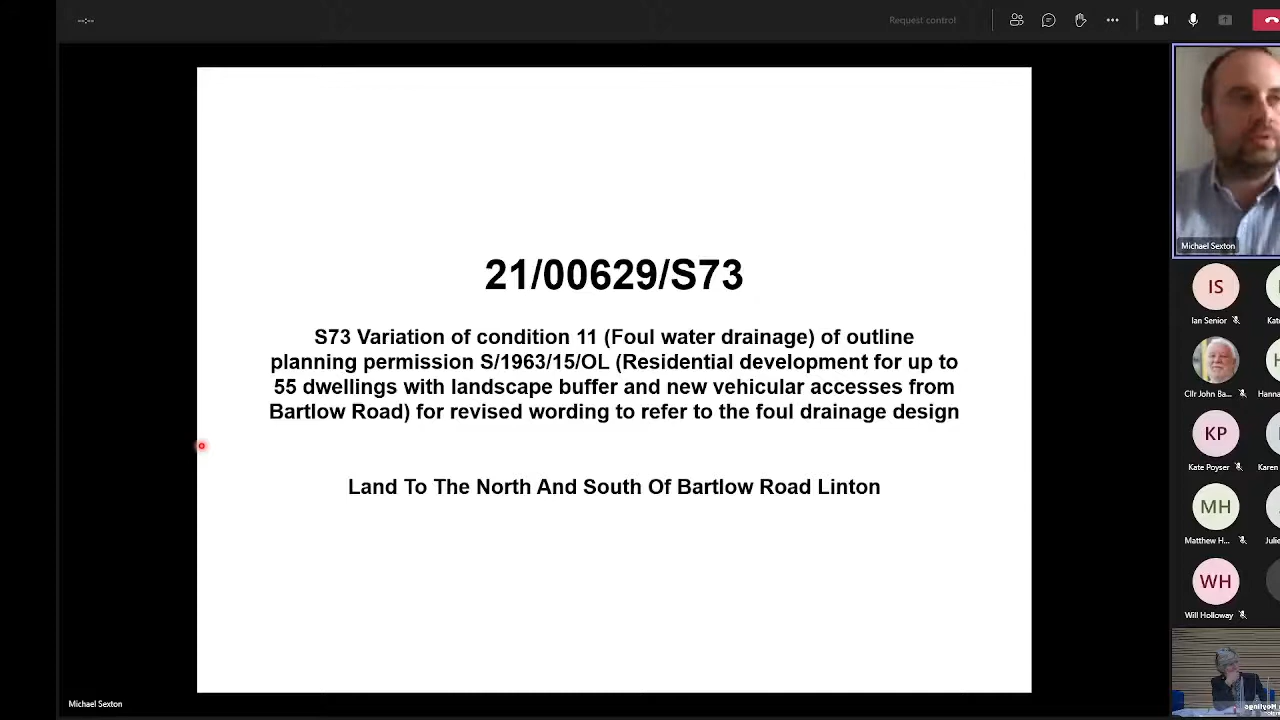 --:--
Request control
21/00629/S73
S73 Variation of condition 11 (Foul water drainage) of outline
planning permission S/1963/15/OL (Residential development for up to
55 dwellings with landscape buffer and new vehicular accesses from
Bartlow Road) for revised wording to refer to the foul drainage design
Land To The North And South Of Bartlow Road Linton
Michael Sexton
Michael Sexton
IS
Ian Senior
Kat
Cllr John Ba...
Hanna
KP
Kate Poyser
Karen
MH
Matthew H...
Julie
WH
Will Holloway